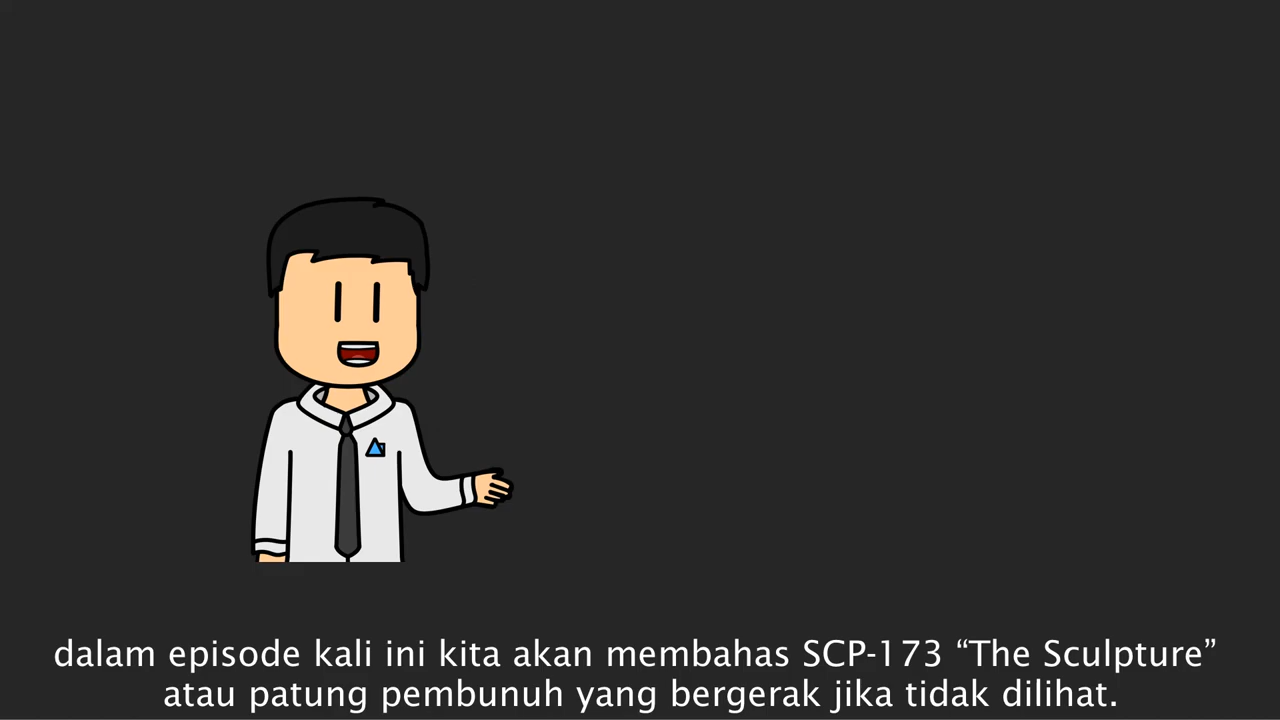 dalam episode kali ini kita akan membahas SCP-173 “The Sculpture”
atau patung pembunuh yang bergerak jika tidak dilihat.